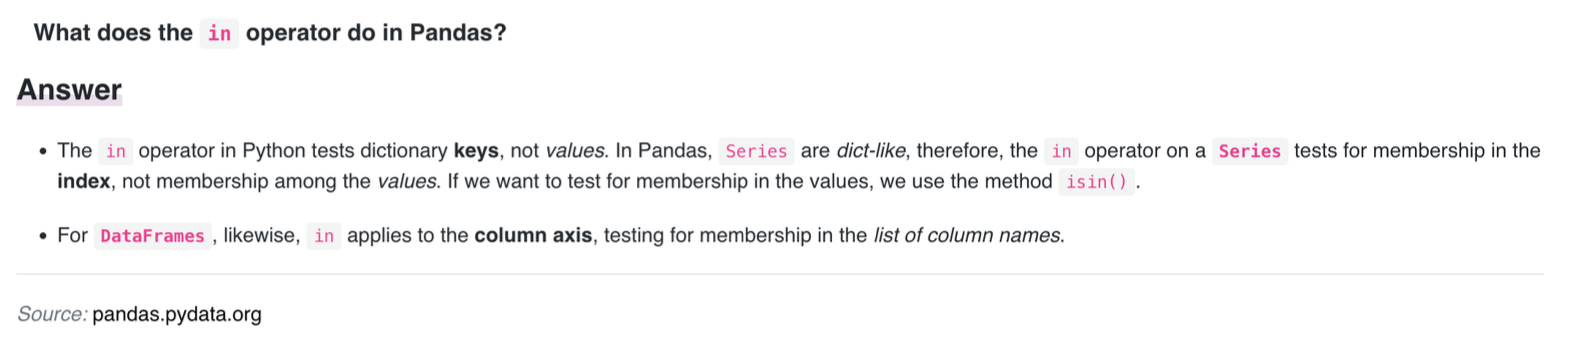 What does the in operator do in Pandas?
Answer
• The in operator in Python tests dictionary keys, not values. In Pandas, Series are dict-like, therefore, the in operator on a Series tests for membership in the
index, not membership among the values. If we want to test for membership in the values, we use the method isin() .
• For DataFrames , likewise, in applies to the column axis, testing for membership in the list of column names.
Source: pandas.pydata.org